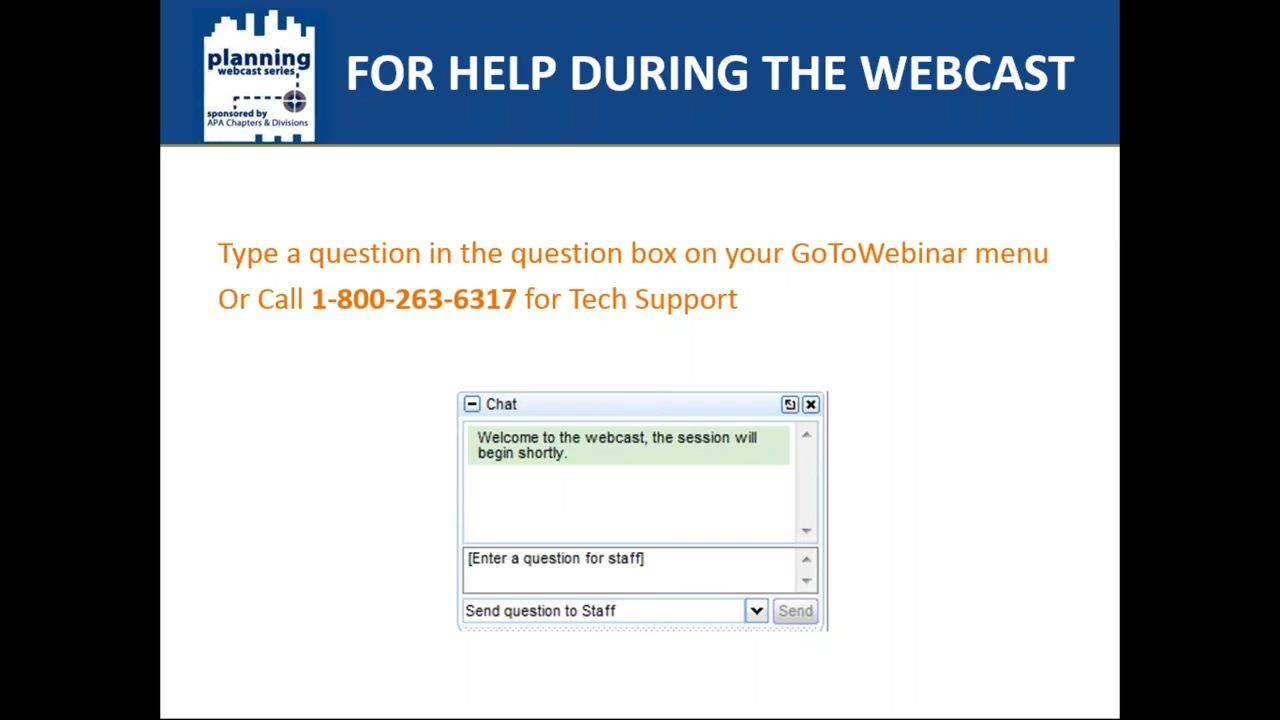 planning
webcast series
sponsored by
APA Chapters & Divisions
FOR HELP DURING THE WEBCAST
Type a question in the question box on your GoToWebinar menu
Or Call 1-800-263-6317 for Tech Support
Chat
Welcome to the webcast, the session will
begin shortly.
[Enter a question for staff]
Send question to Staff
Send